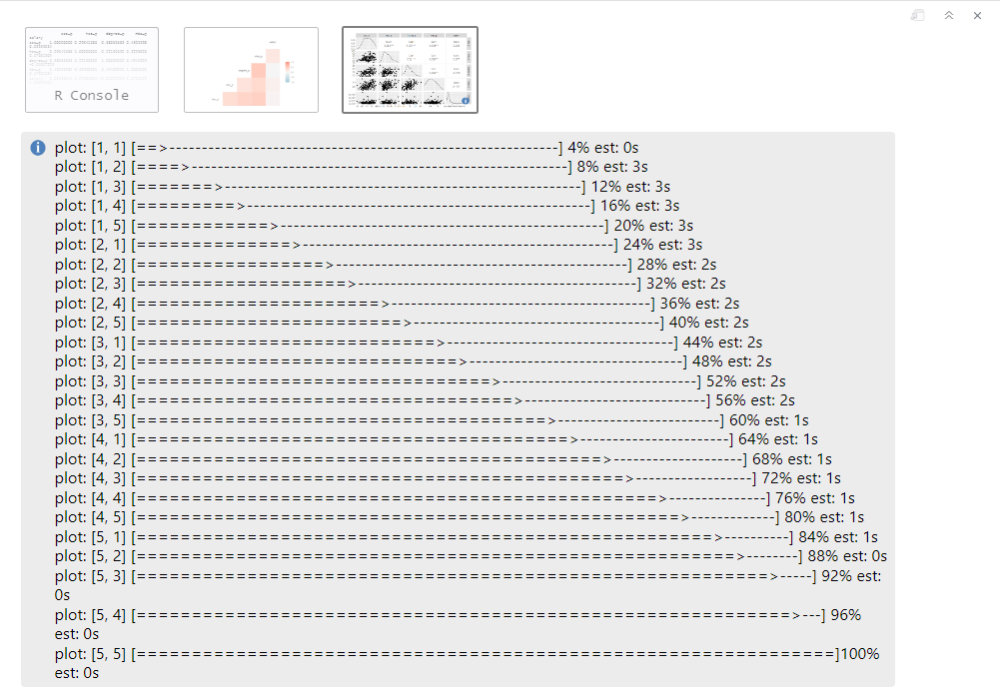 R Console
plot: [1, 1] [==>-----------------------------------------------------------] 4% est: 0s
plot: [1, 2] [====>---------------------------------------------------------] 8% est: 3s
plot: [1, 3] [=======>------------------------------------------------------] 12% est: 3s
plot: [1, 4] [=========>----------------------------------------------------] 16% est: 3s
plot: [1, 5] [============>-------------------------------------------------] 20% est: 3s
plot: [2, 1] [==============>-----------------------------------------------] 24% est: 3s
plot: [2, 2] [=================>--------------------------------------------] 28% est: 2s
plot: [2, 3] [===================>------------------------------------------] 32% est: 2s
plot: [2, 4] [======================>---------------------------------------] 36% est: 2s
plot: [2, 5] [========================>-------------------------------------] 40% est: 2s
plot: [3, 1] [===========================>----------------------------------] 44% est: 2s
plot: [3, 2] [=============================>--------------------------------] 48% est: 2s
plot: [3, 3] [================================>-----------------------------] 52% est: 2s
plot: [3, 4] [==================================>---------------------------] 56% est: 2s
plot: [3, 5] [=====================================>------------------------] 60% est: 1s
plot: [4, 1] [=======================================>----------------------] 64% est: 1s
plot: [4, 2] [==========================================>-------------------] 68% est: 1s
plot: [4, 3] [============================================>-----------------] 72% est: 1s
plot: [4, 4] [===============================================>--------------] 76% est: 1s
plot: [4, 5] [=================================================>------------] 80% est: 1s
plot: [5, 1] [====================================================>---------] 84% est: 1s
plot: [5, 2] [======================================================>-------] 88% est: 0s
plot: [5, 3] [=========================================================>----] 92% est:
0s
plot: [5, 4] [===========================================================>--] 96%
est: 0s
plot: [5, 5] [==============================================================]100%
est: 0s